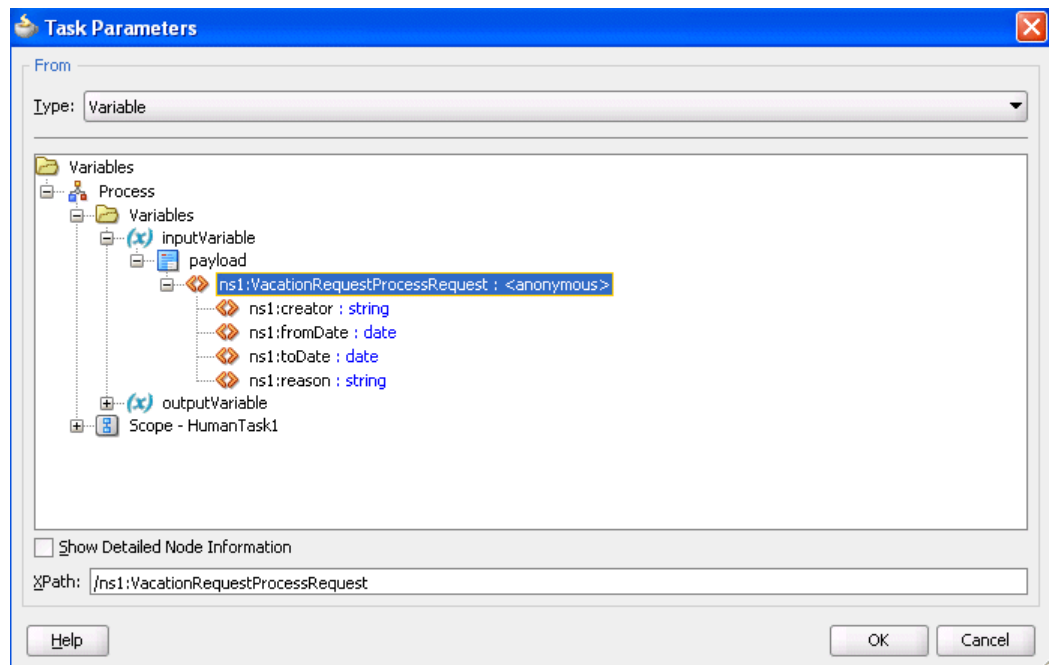 Task Parameters
From
Type: Variable
Variables
Process
Variables
(x) inputVariable
payload
ns1:VacationRequestProcessRequest : <anonymous>
ns1:creator : string
ns1:fromDate : date
ns1:toDate : date
ns1:reason : string
(x) outputVariable
Scope - HumanTask1
Show Detailed Node Information
XPath: /ns1:VacationRequestProcessRequest
Help OK Cancel